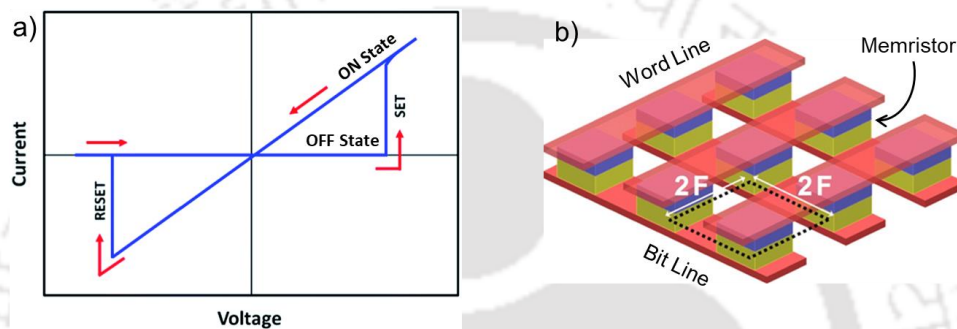 a)
Current
ON State
OFF State
SET
RESET
Voltage
b)
Memristor
Word Line
2F
2F
Bit Line